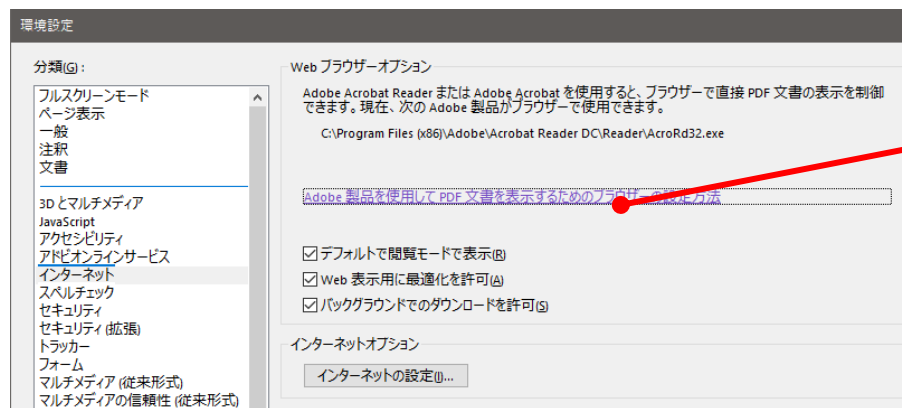 環境設定
分類(G) :
フルスクリーンモード
ページ表示
一般
注釈
文書
3D とマルチメディア
JavaScript
アクセシビリティ
アドビオンラインサービス
インターネット
スペルチェック
セキュリティ
セキュリティ (拡張)
トラッカー
フォーム
マルチメディア (従来形式)
マルチメディアの信頼性 (従来形式)
Web ブラウザーオプション
Adobe Acrobat Reader または Adobe Acrobat を使用すると、ブラウザーで直接 PDF 文書の表示を制御
できます。現在、次の Adobe 製品がブラウザーで使用できます。
C:\Program Files (x86)\Adobe\Acrobat Reader DC\Reader\AcroRd32.exe
Adobe 製品を使用して PDF 文書を表示するためのブラウザーの設定方法
デフォルトで閲覧モードで表示(R)
Web 表示用に最適化を許可(A)
バックグラウンドでのダウンロードを許可(S)
インターネットオプション
インターネットの設定(I)...